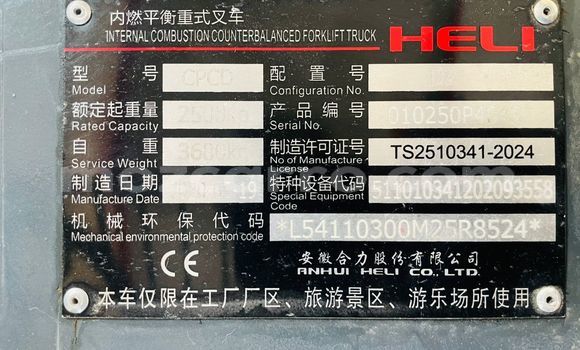 内燃平衡重式叉车
INTERNAL COMBUSTION COUNTERBALANCED FORKLIFT TRUCK
HELI
型 号 CPCD 配 置 号
Model Configuration No.
额定起重量 2500kg 产 品 编 号 010250P4
Rated Capacity Serial No.
自 重 3600kg 制造许可证号 TS2510341-2024
Service Weight No of Manufacture License
制造日期 特种设备代码 511010341202093558
Manufacture Date Special Equipment Code
机 械 环 保 代 码 *L54110300M25R8524*
Mechanical environmental protection code
CE
安徽合力股份有限公司
ANHUI HELI CO., LTD.
本车仅限在工厂厂区、旅游景区、游乐场所使用